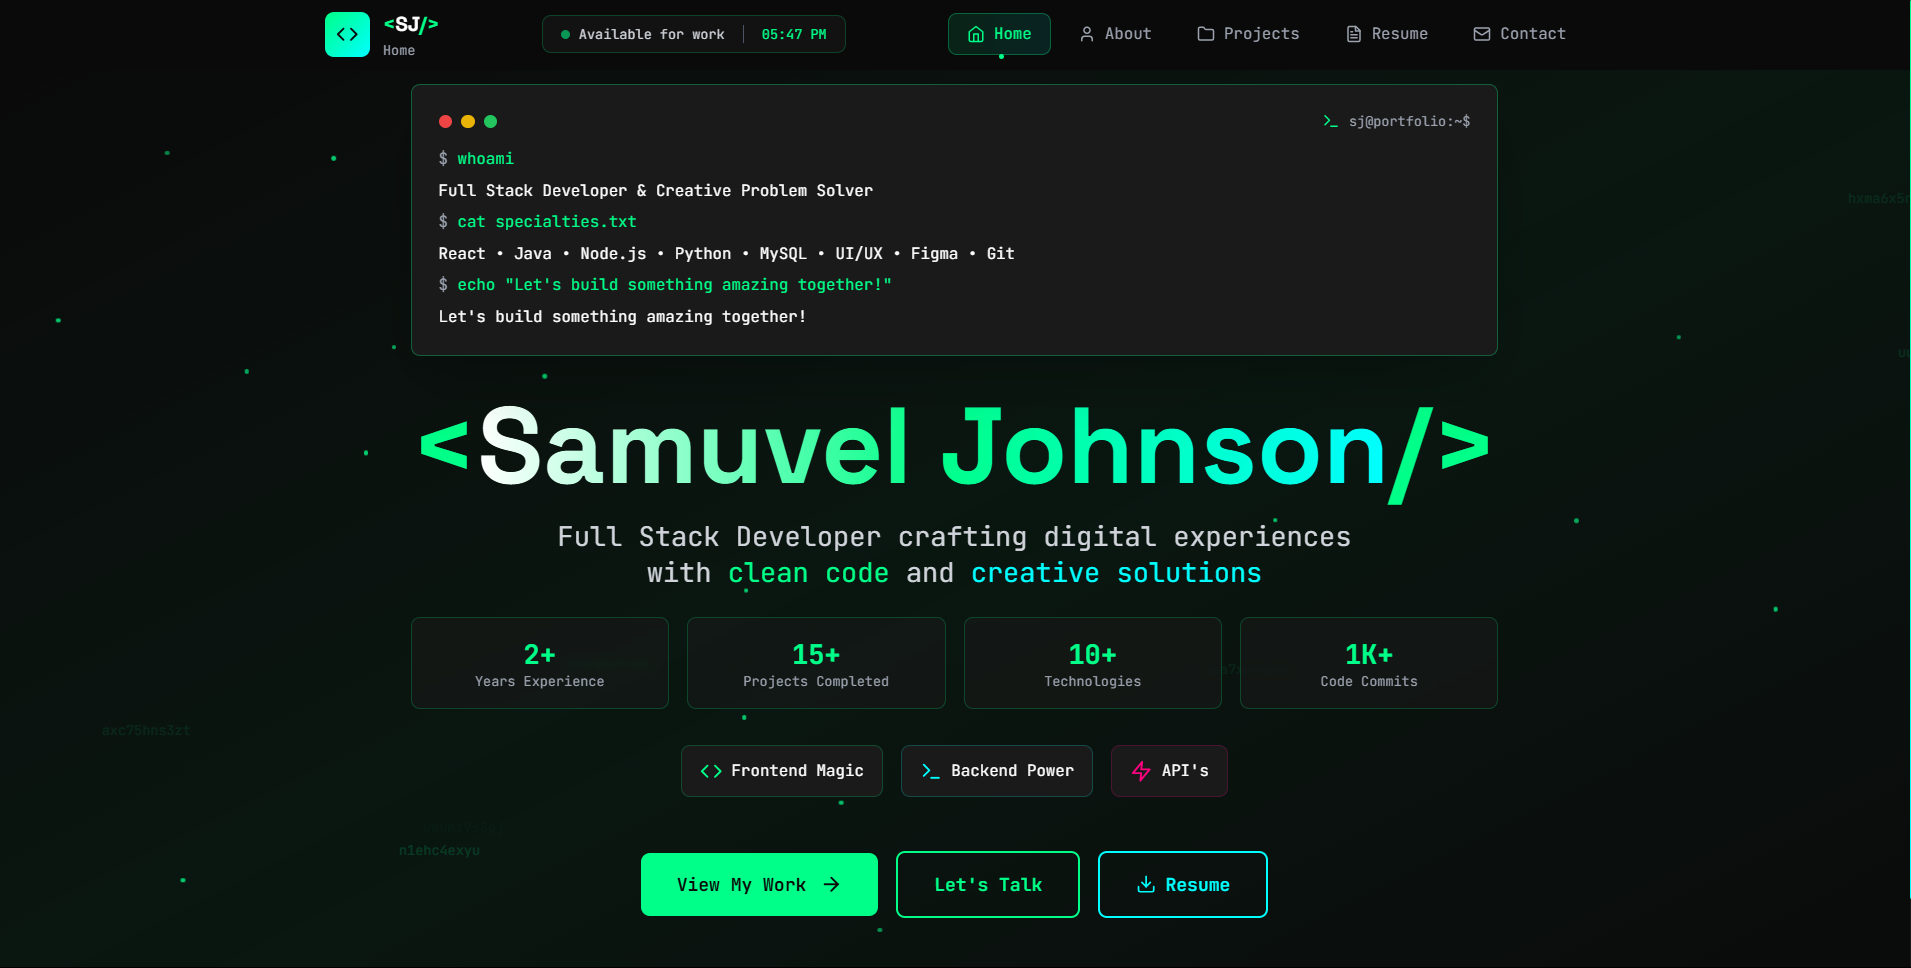 <SJ/>
Home
Available for work
05:47 PM
Home
About
Projects
Resume
Contact
sj@portfolio:~$
$ whoami
Full Stack Developer & Creative Problem Solver
$ cat specialties.txt
React • Java • Node.js • Python • MySQL • UI/UX • Figma • Git
$ echo "Let's build something amazing together!"
Let's build something amazing together!
<Samuvel Johnson/>
Full Stack Developer crafting digital experiences
with clean code and creative solutions
2+
Years Experience
15+
Projects Completed
10+
Technologies
1K+
Code Commits
axc75hns3zt
Frontend Magic
Backend Power
API's
n1ehc4exyu
View My Work
Let's Talk
Resume